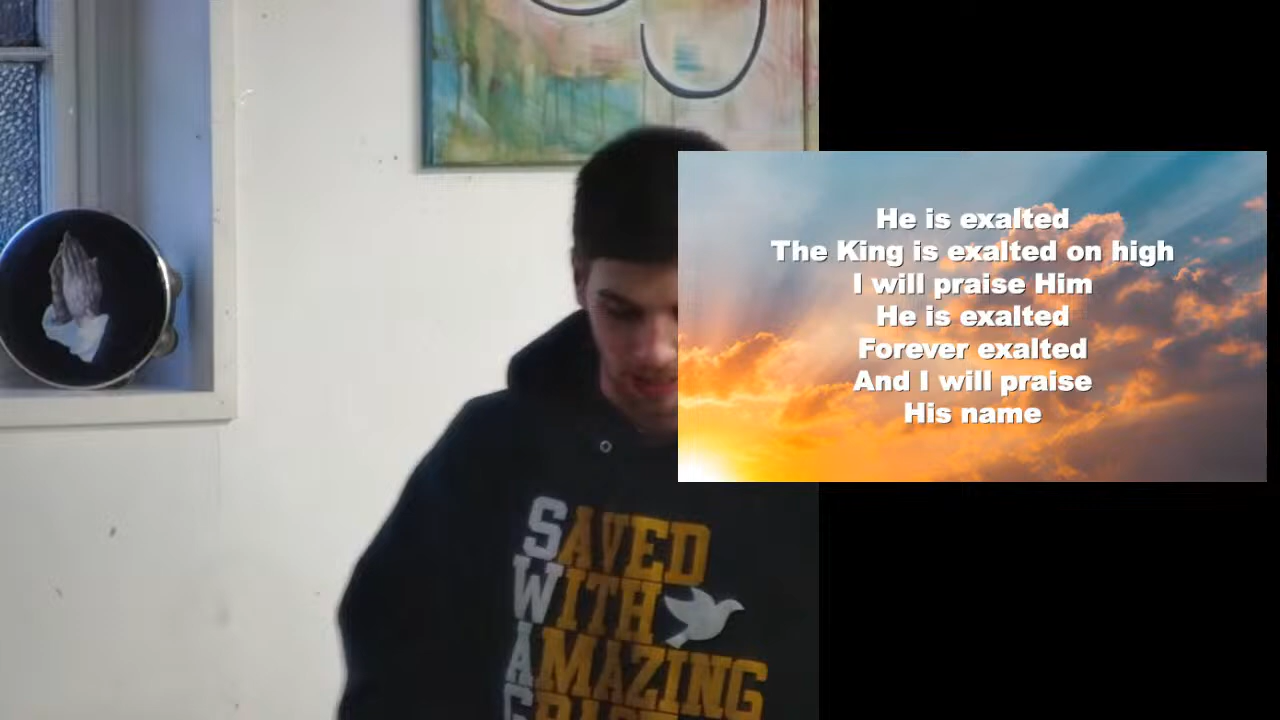 He is exalted
The King is exalted on high
I will praise Him
He is exalted
Forever exalted
And I will praise
His name
SAVED
WITH
AMAZING